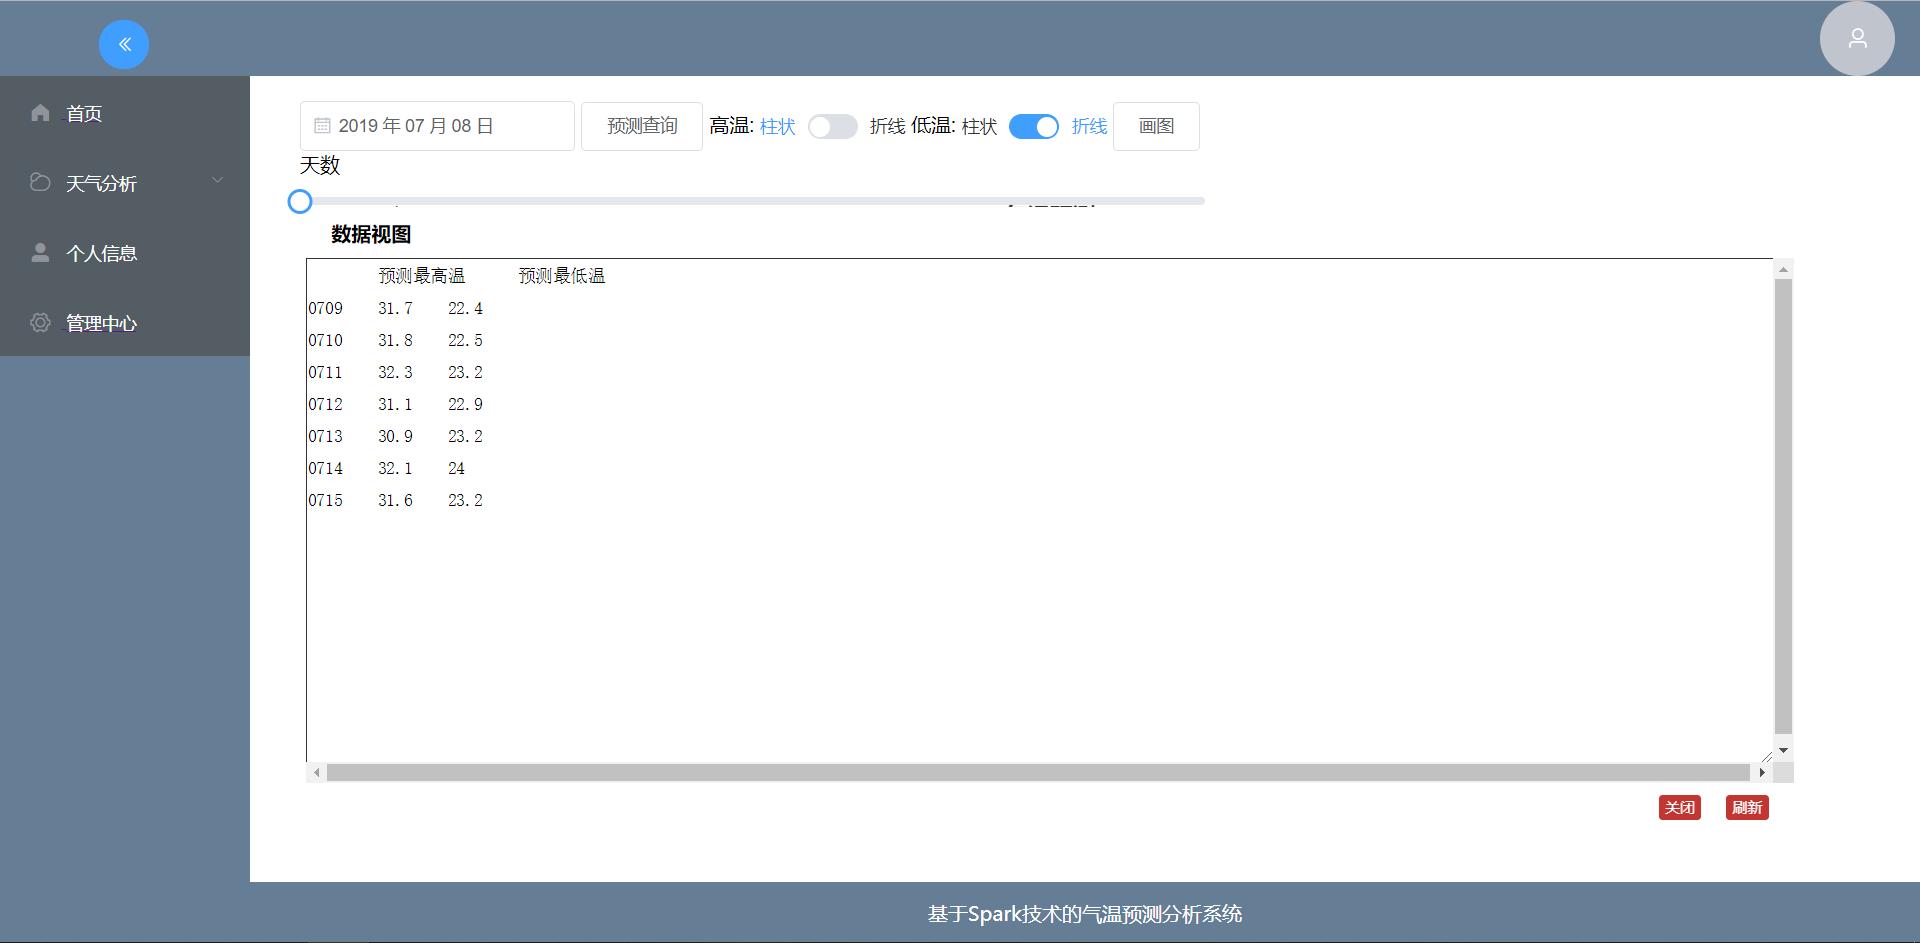 首页
天气分析
个人信息
管理中心
2019 年 07 月 08 日 预测查询 高温: 柱状 折线 低温: 柱状 折线 画图
天数
数据视图
预测最高温 预测最低温
0709 31.7 22.4
0710 31.8 22.5
0711 32.3 23.2
0712 31.1 22.9
0713 30.9 23.2
0714 32.1 24
0715 31.6 23.2
关闭 刷新
基于Spark技术的气温预测分析系统